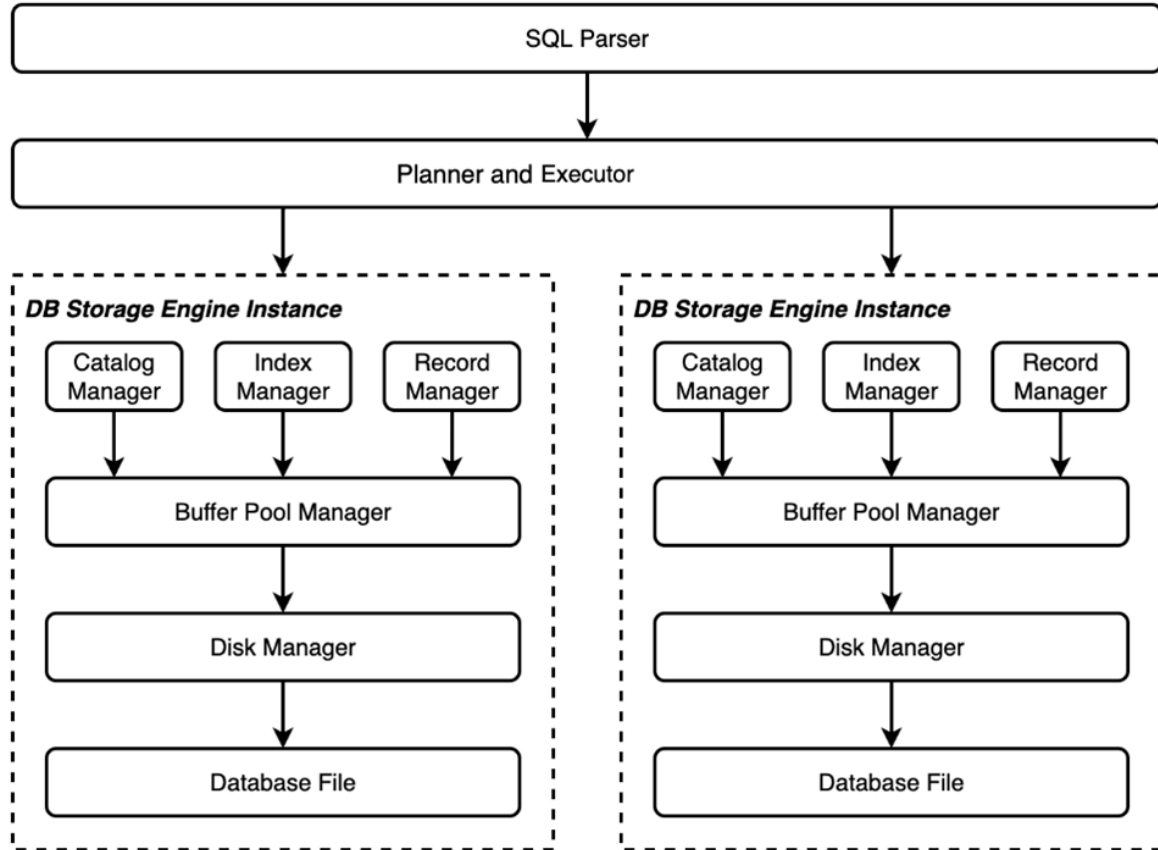 SQL Parser
Planner and Executor
DB Storage Engine Instance
Catalog
Manager
Index
Manager
Record
Manager
Buffer Pool Manager
Disk Manager
Database File
DB Storage Engine Instance
Catalog
Manager
Index
Manager
Record
Manager
Buffer Pool Manager
Disk Manager
Database File